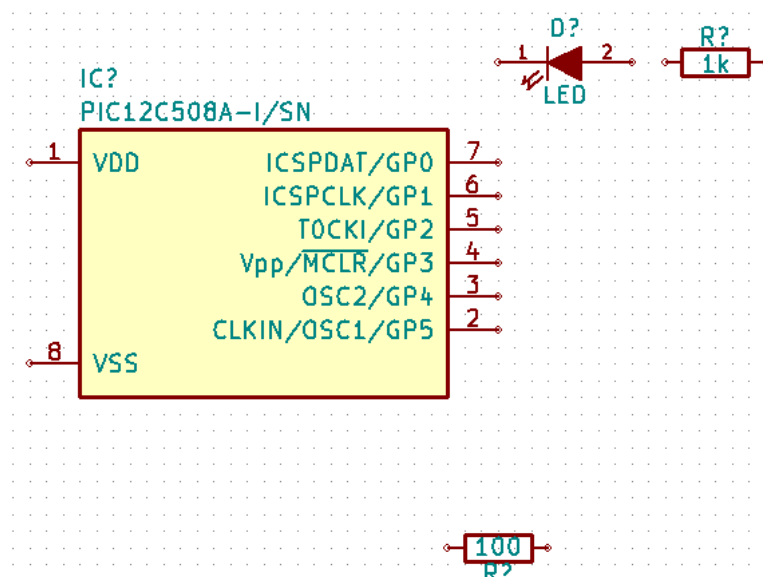 D?
1 2
LED
R?
1k
IC?
PIC12C508A-I/SN
1 VDD ICSPDAT/GP0 7
ICSPCLK/GP1 6
T0CKI/GP2 5
Vpp/MCLR/GP3 4
OSC2/GP4 3
CLKIN/OSC1/GP5 2
8 VSS
100
R?